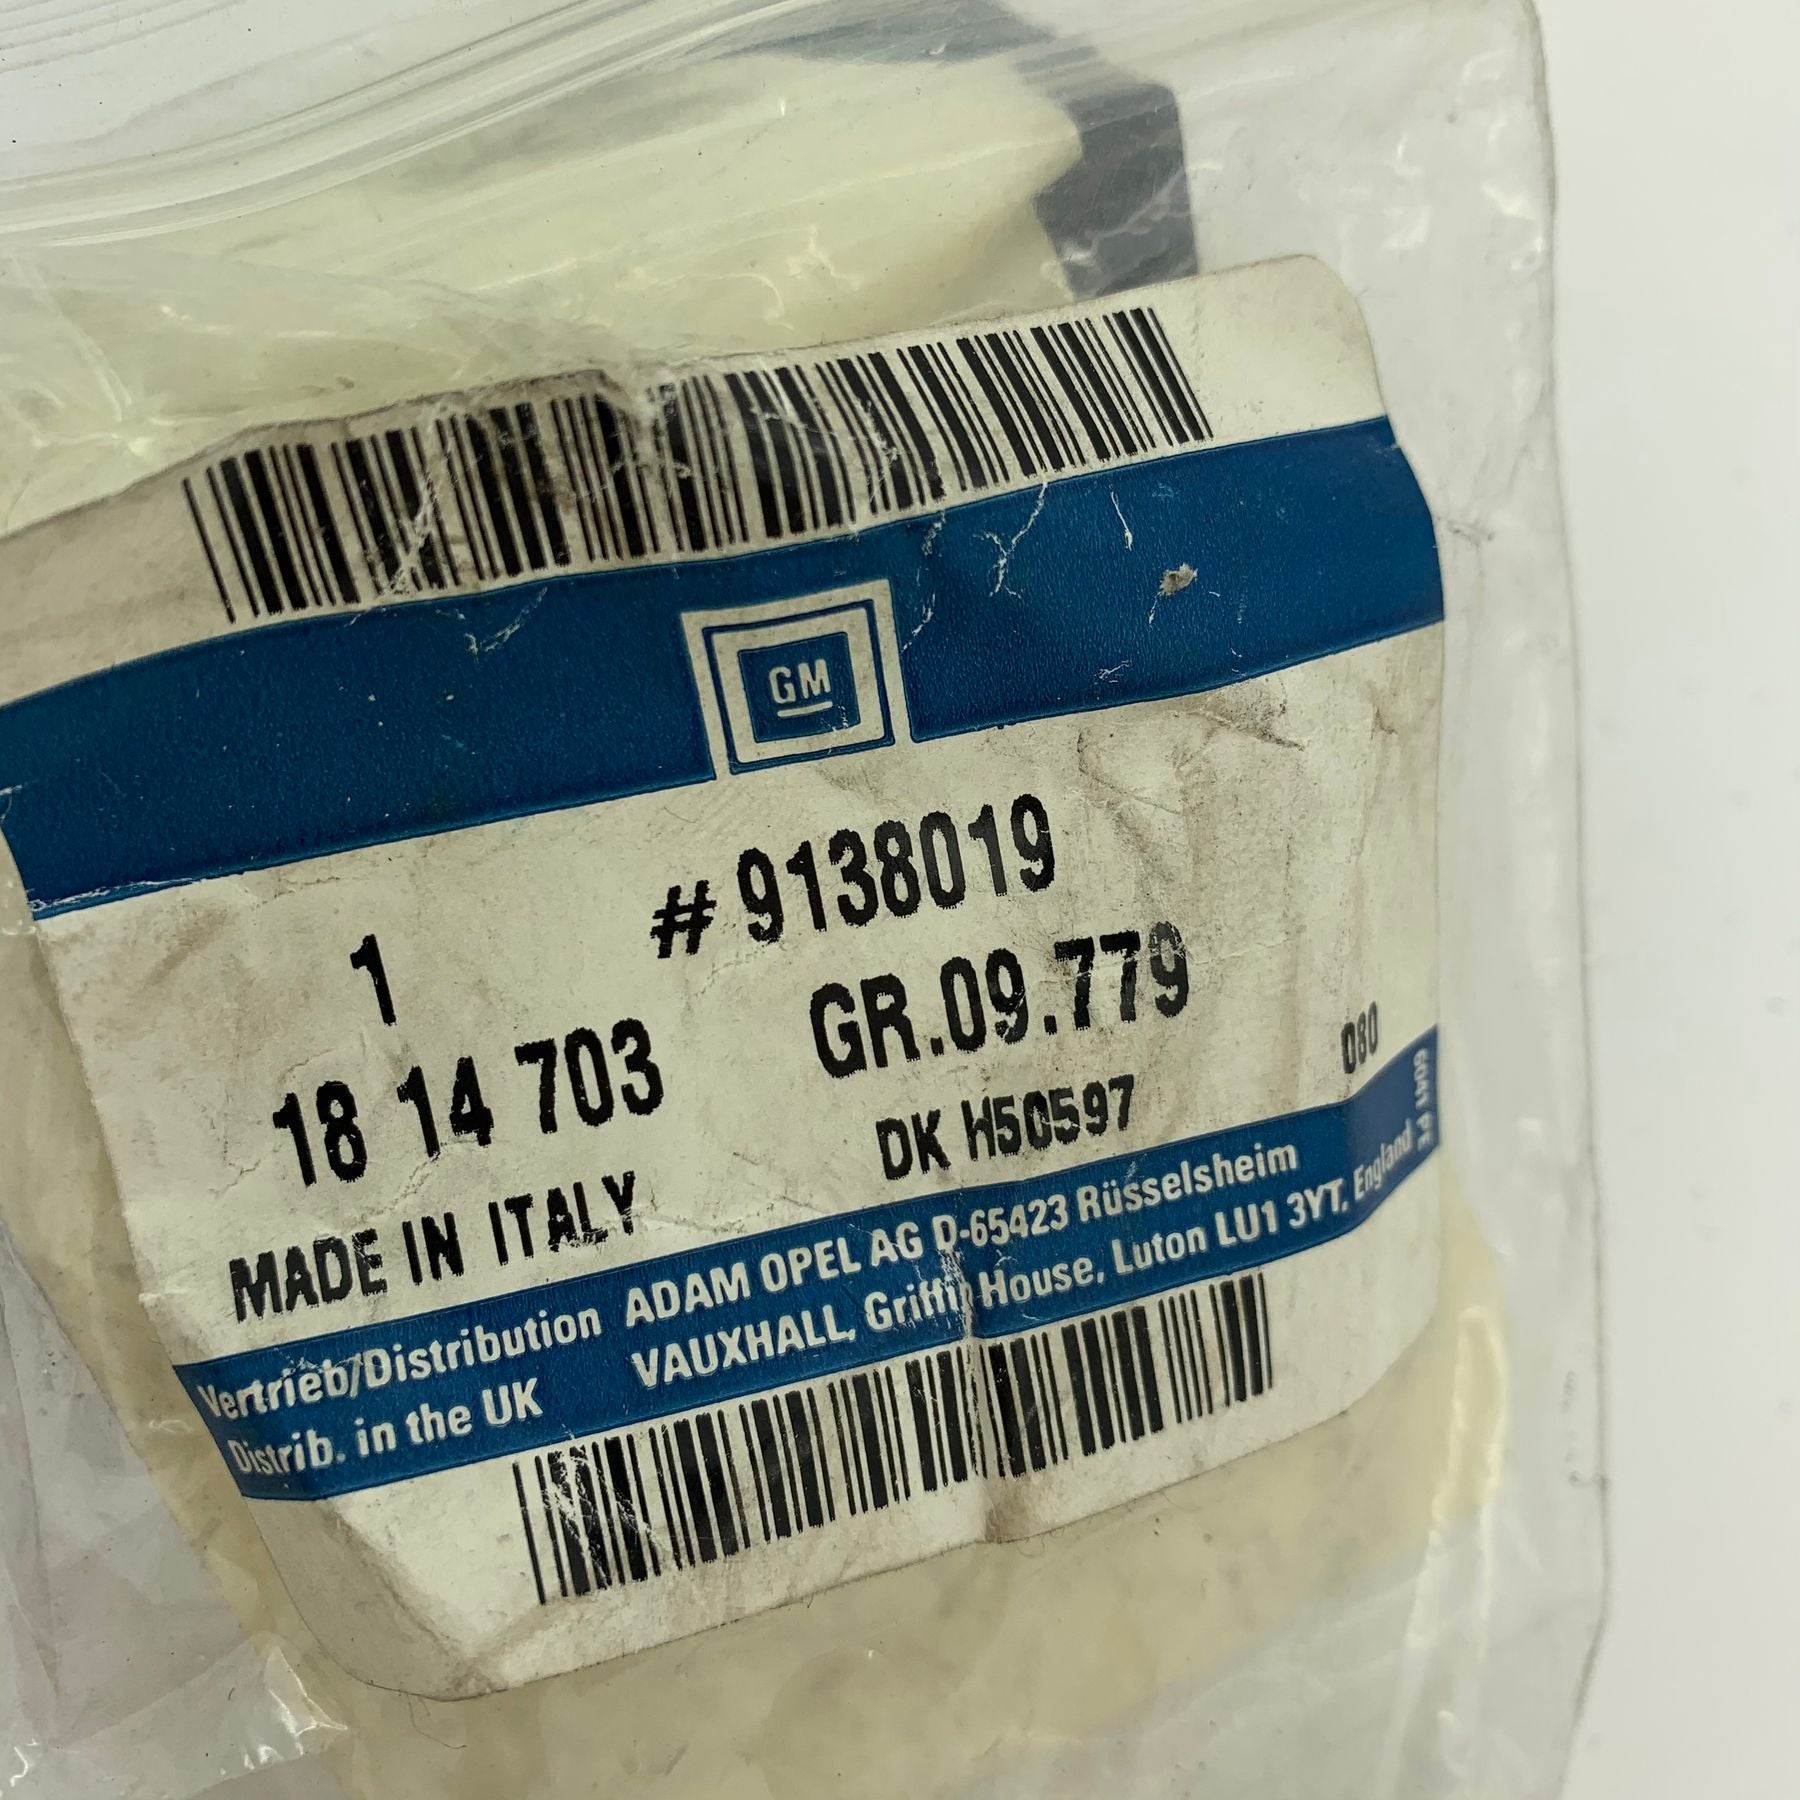 GM
# 9138019
1
GR.09.779
18 14 703
080
DK H50597
MADE IN ITALY
Vertrieb/Distribution ADAM OPEL AG D-65423 Rüsselsheim
Distrib. in the UK VAUXHALL, Griffin House, Luton LU1 3YT, England